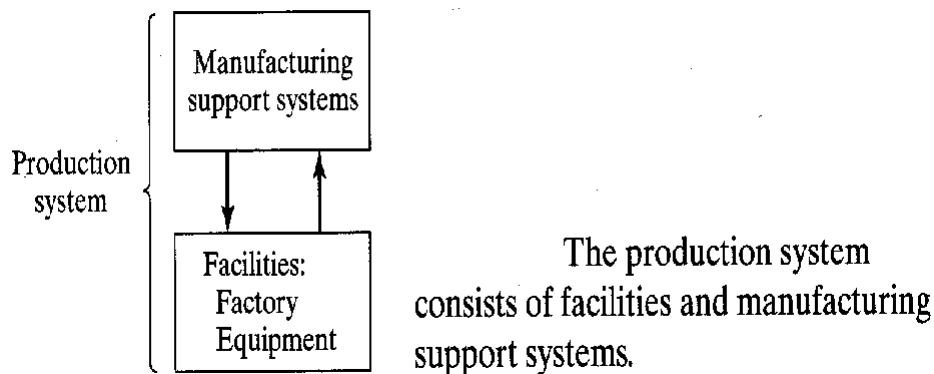 Manufacturing
support systems
Production
system
Facilities:
Factory
Equipment
The production system
consists of facilities and manufacturing
support systems.